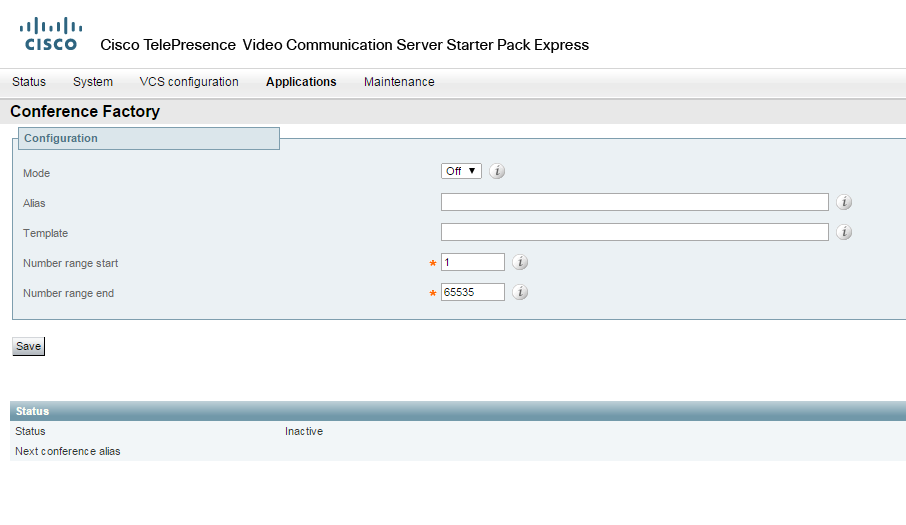 CISCO
Cisco TelePresence Video Communication Server Starter Pack Express
Status System VCS configuration Applications Maintenance
Conference Factory
Configuration
Mode Off i
Alias i
Template i
Number range start * 1 i
Number range end * 65535 i
Save
Status
Status Inactive
Next conference alias